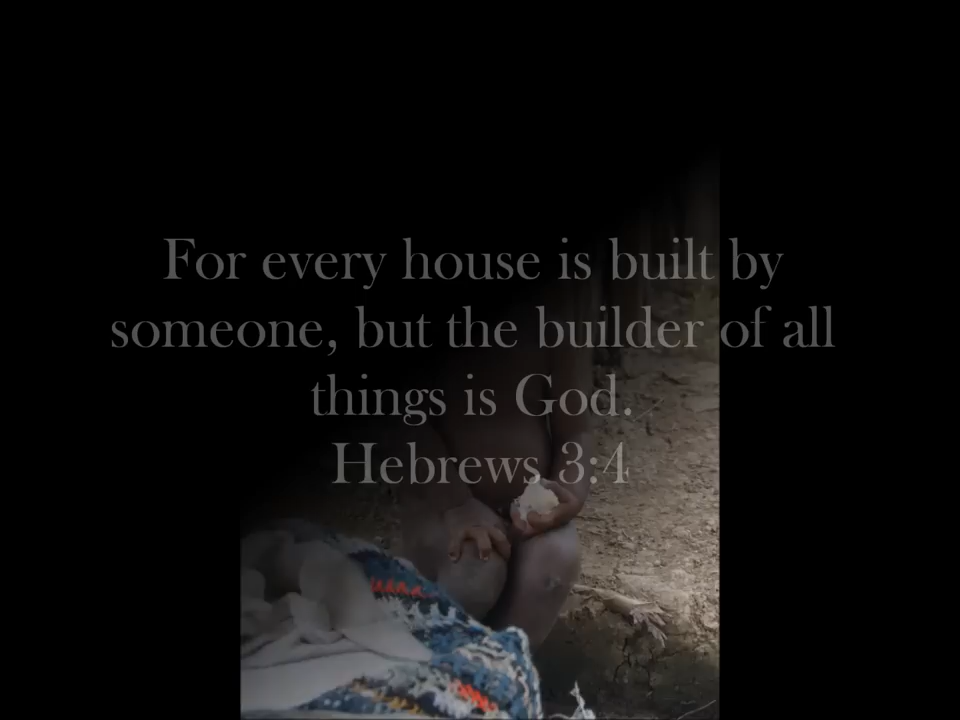 For every house is built by
someone, but the builder of all
things is God.
Hebrews 3:4